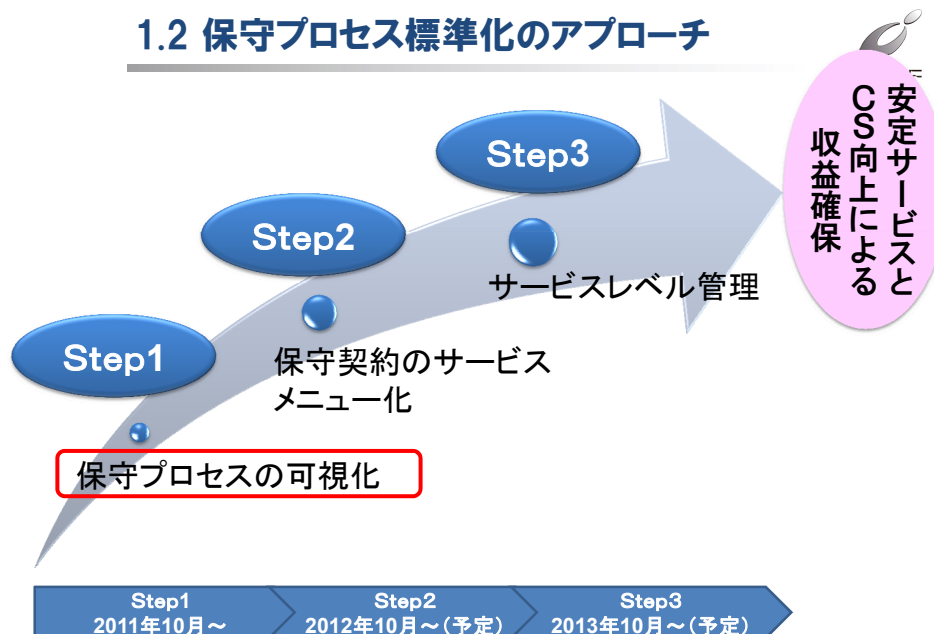 1.2 保守プロセス標準化のアプローチ
安定サービスと
CS向上による
収益確保
Step3
Step2
サービスレベル管理
Step1
保守契約のサービス
メニュー化
保守プロセスの可視化
Step1
2011年10月～
Step2
2012年10月～(予定)
Step3
2013年10月～(予定)